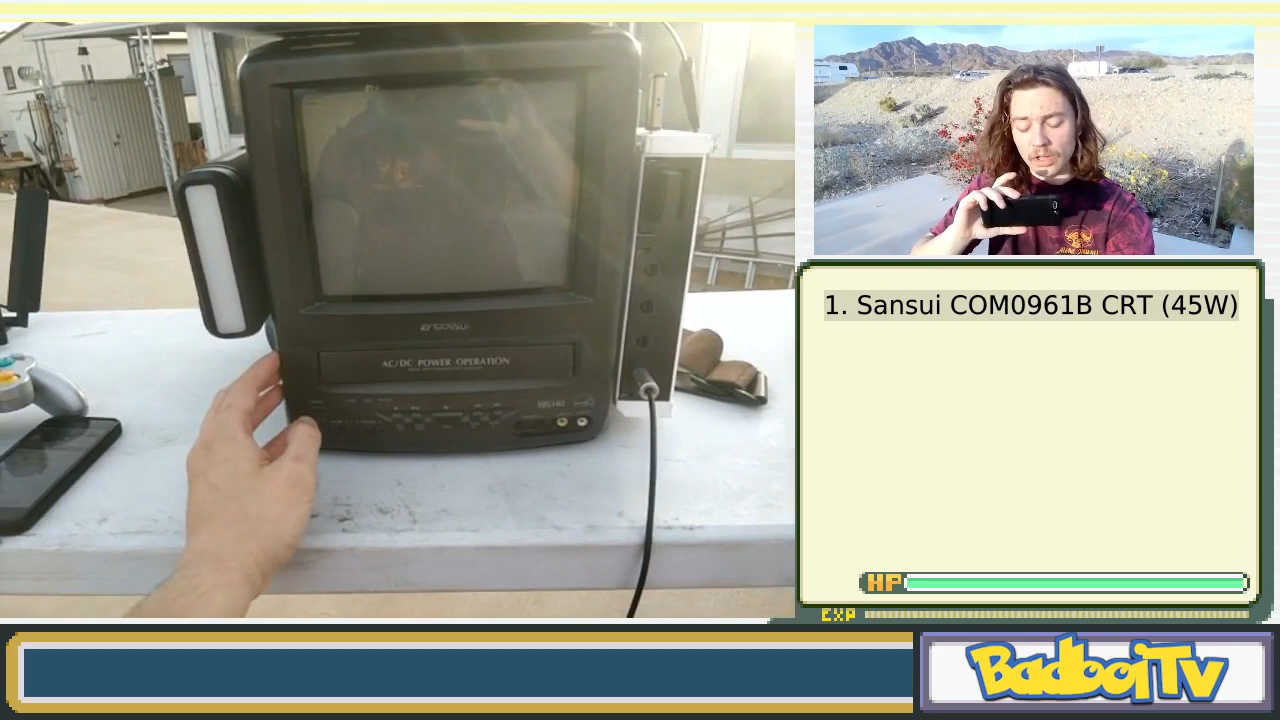 1. Sansui COM0961B CRT (45W)
SANSUI
AC/DC POWER OPERATION
HP
EXP
BadboiTv